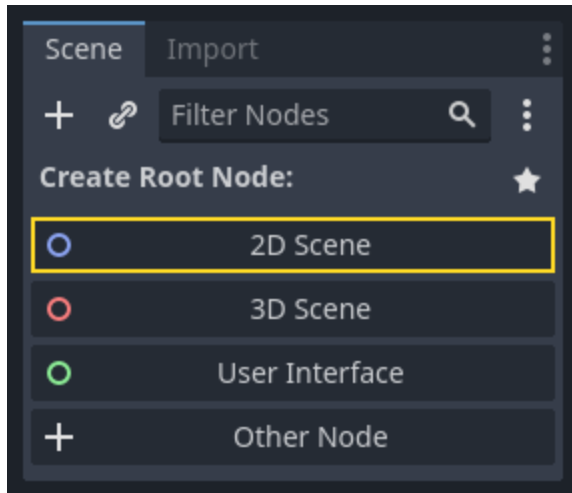 Scene Import
Filter Nodes
Create Root Node:
2D Scene
3D Scene
User Interface
Other Node